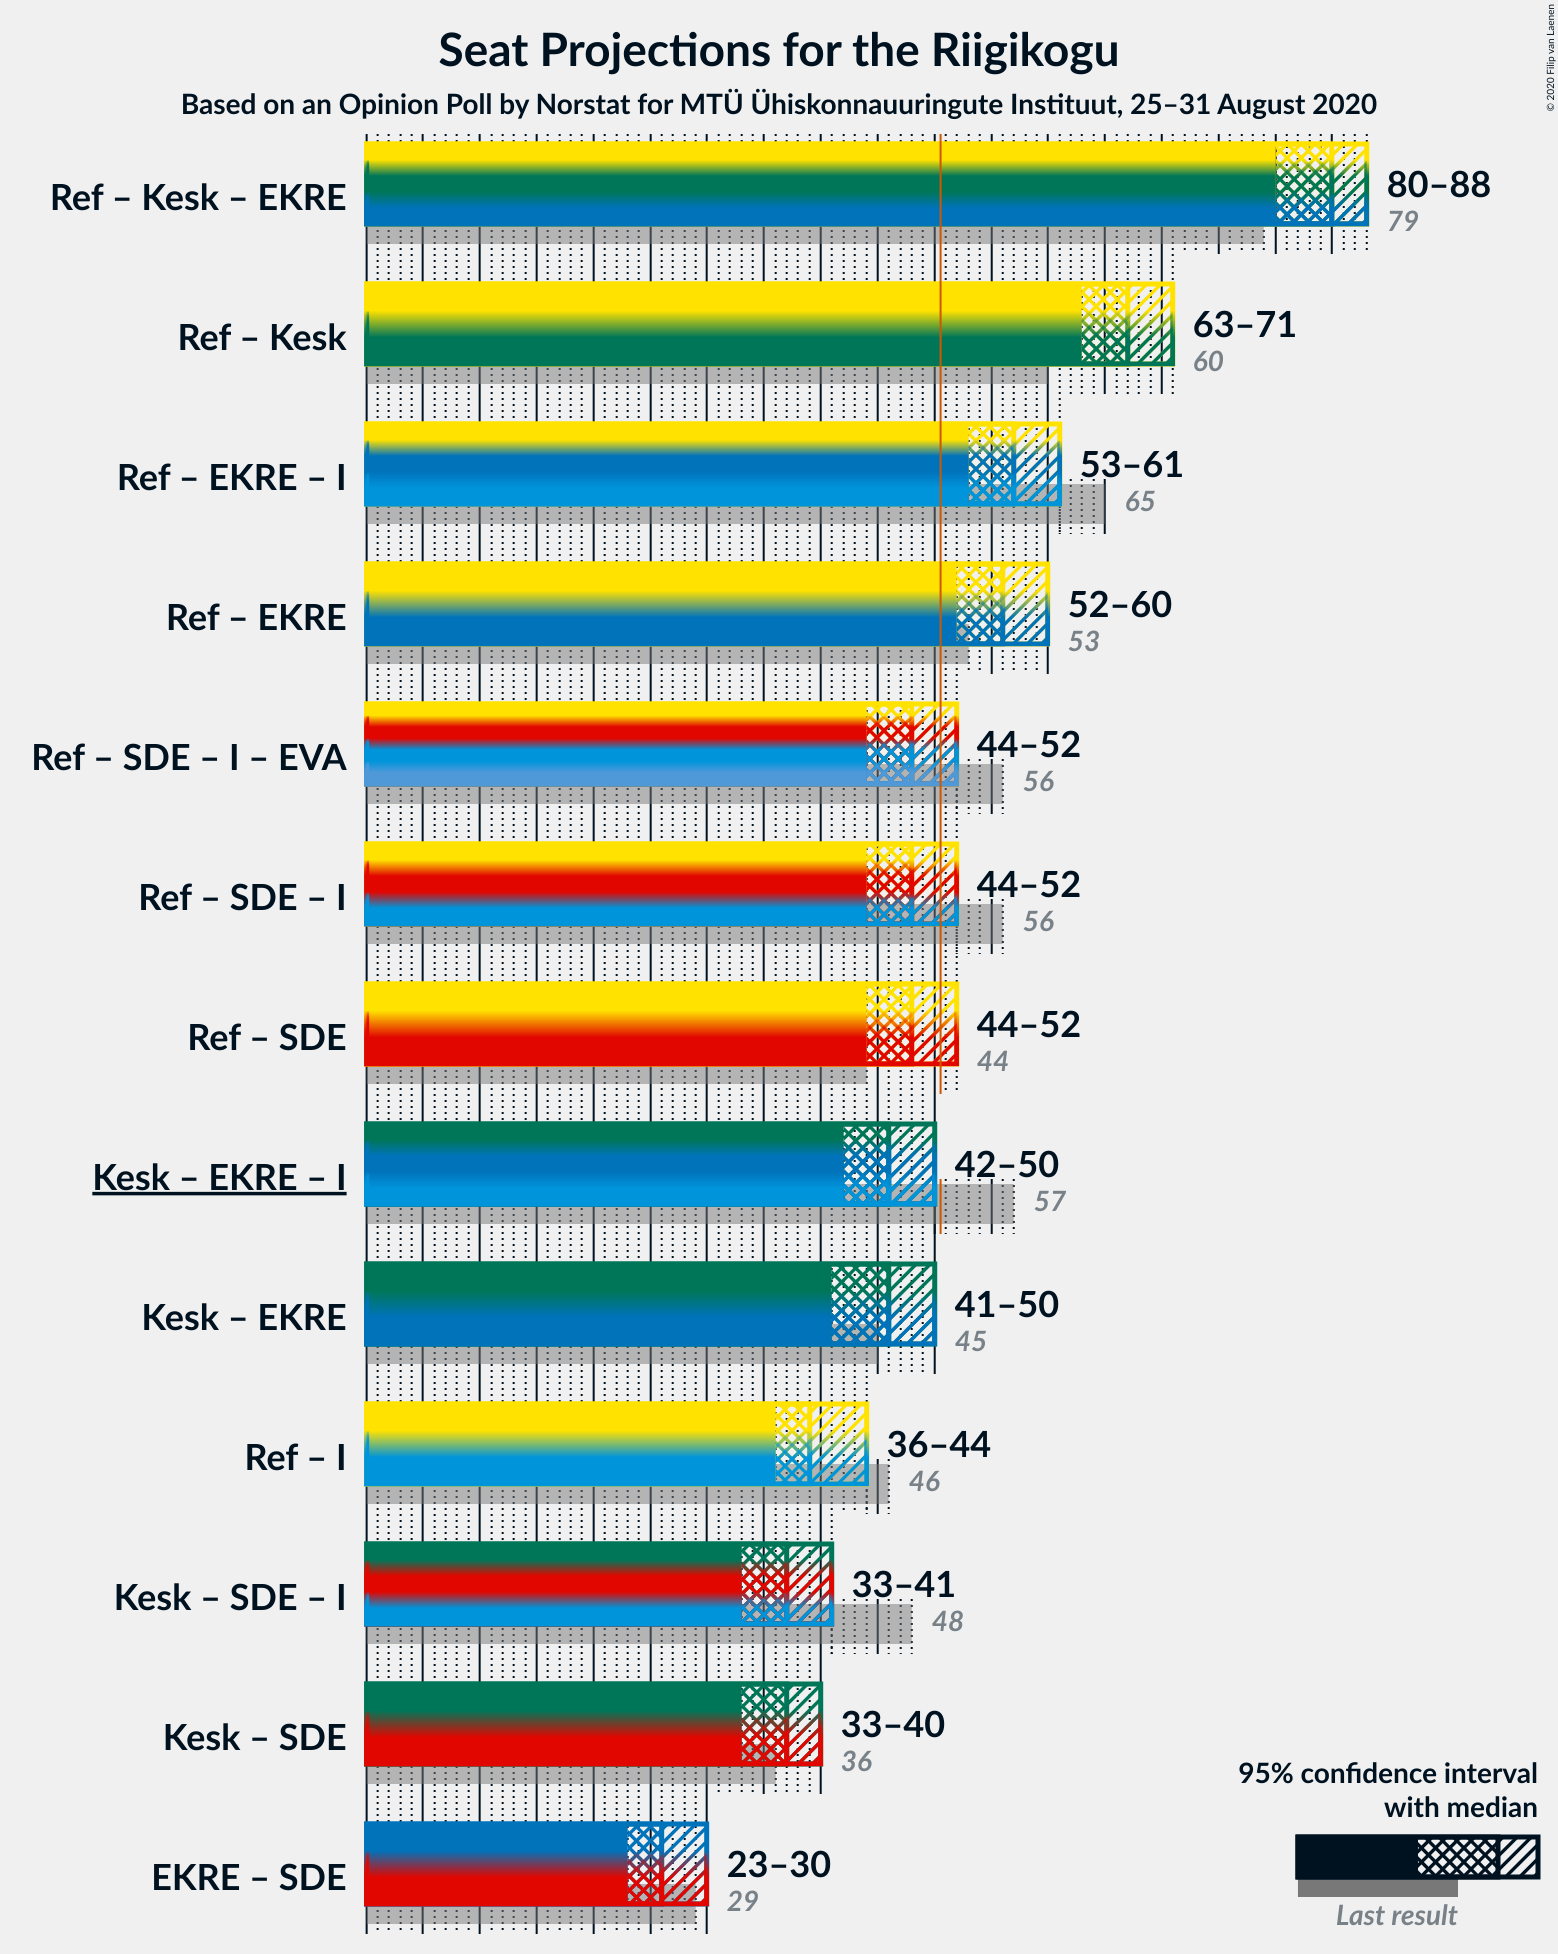 Seat Projections for the Riigikogu
Based on an Opinion Poll by Norstat for MTÜ Ühiskonnauuringute Instituut, 25–31 August 2020
© 2020 Filip van Laenen
Ref – Kesk – EKRE
80–88
79
Ref – Kesk
63–71
60
Ref – EKRE – I
53–61
65
Ref – EKRE
52–60
53
Ref – SDE – I – EVA
44–52
56
Ref – SDE – I
44–52
56
Ref – SDE
44–52
44
Kesk – EKRE – I
42–50
57
Kesk – EKRE
41–50
45
Ref – I
36–44
46
Kesk – SDE – I
33–41
48
Kesk – SDE
33–40
36
EKRE – SDE
23–30
29
95% confidence interval
with median
Last result